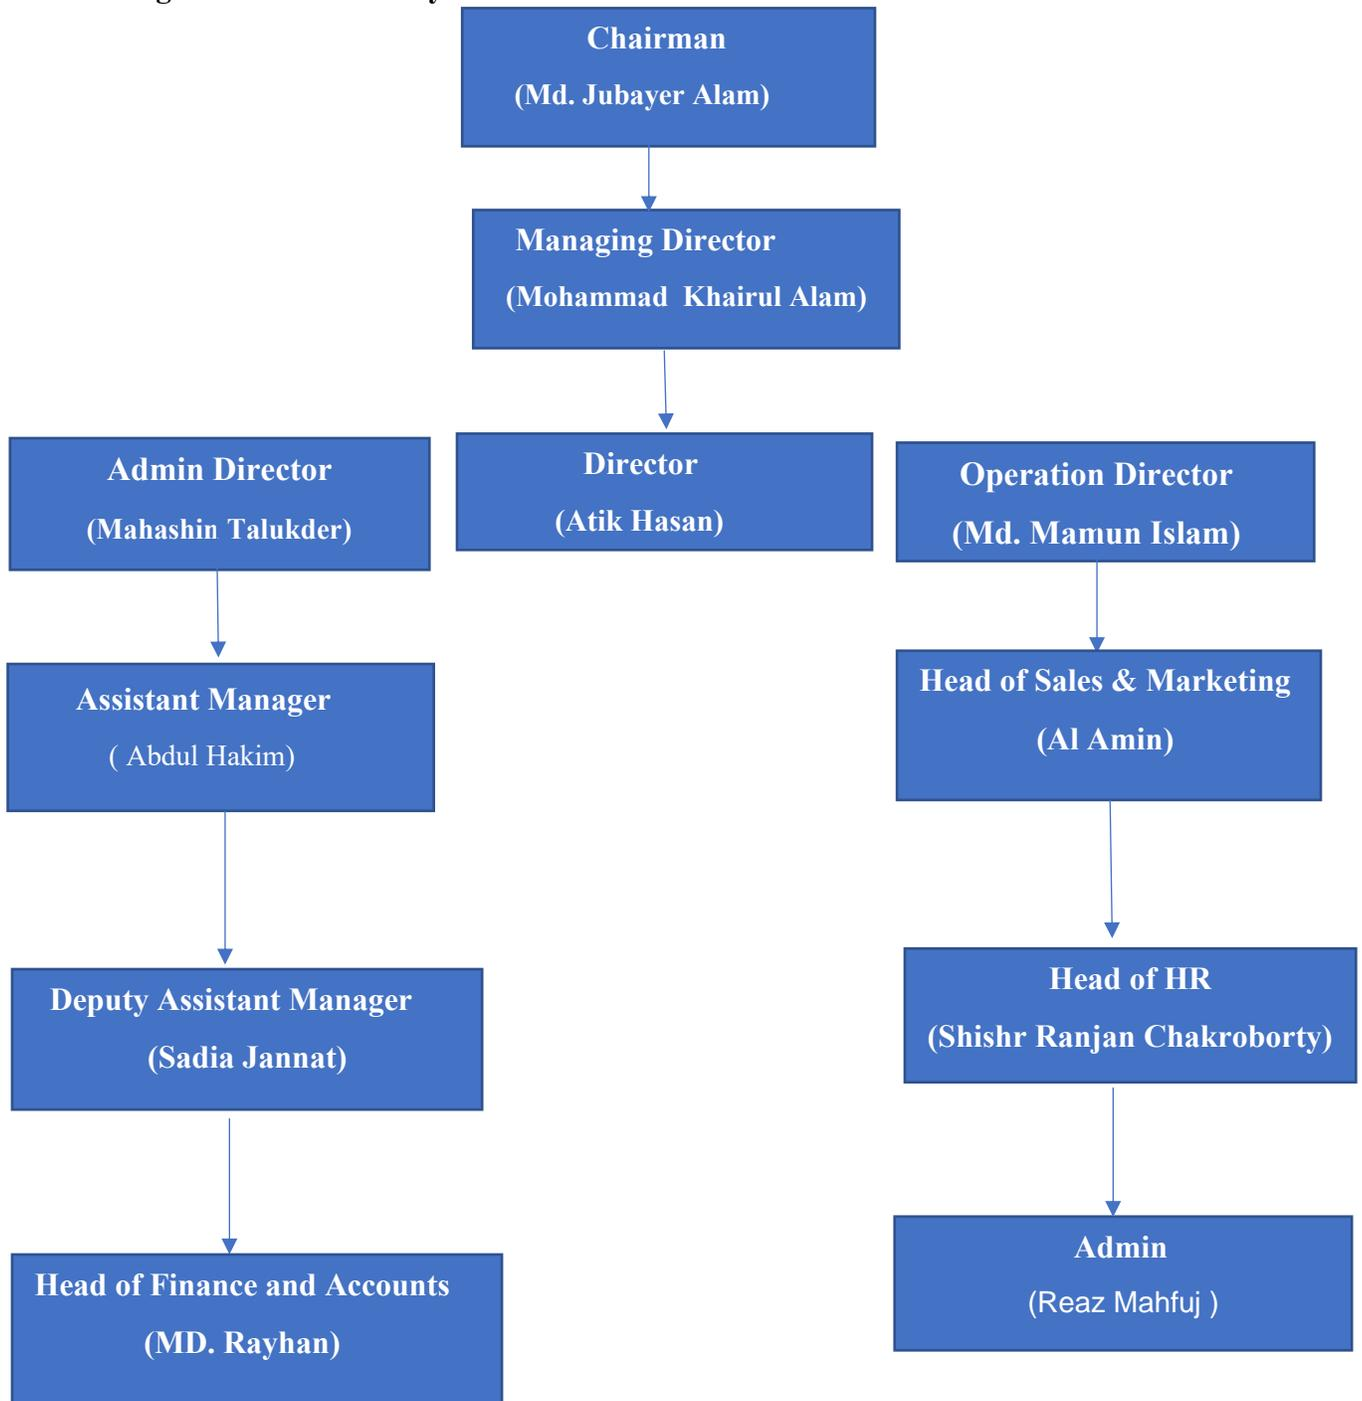 Chairman
(Md. Jubayer Alam)
Managing Director
(Mohammad  Khairul Alam)
Admin Director
(Mahashin Talukder)
Director
(Atik Hasan)
Operation Director
(Md. Mamun Islam)
Assistant Manager
( Abdul Hakim)
Head of Sales & Marketing
(Al Amin)
Deputy Assistant Manager
(Sadia Jannat)
Head of HR
(Shishr Ranjan Chakroborty)
Head of Finance and Accounts
(MD. Rayhan)
Admin
(Reaz Mahfuj )